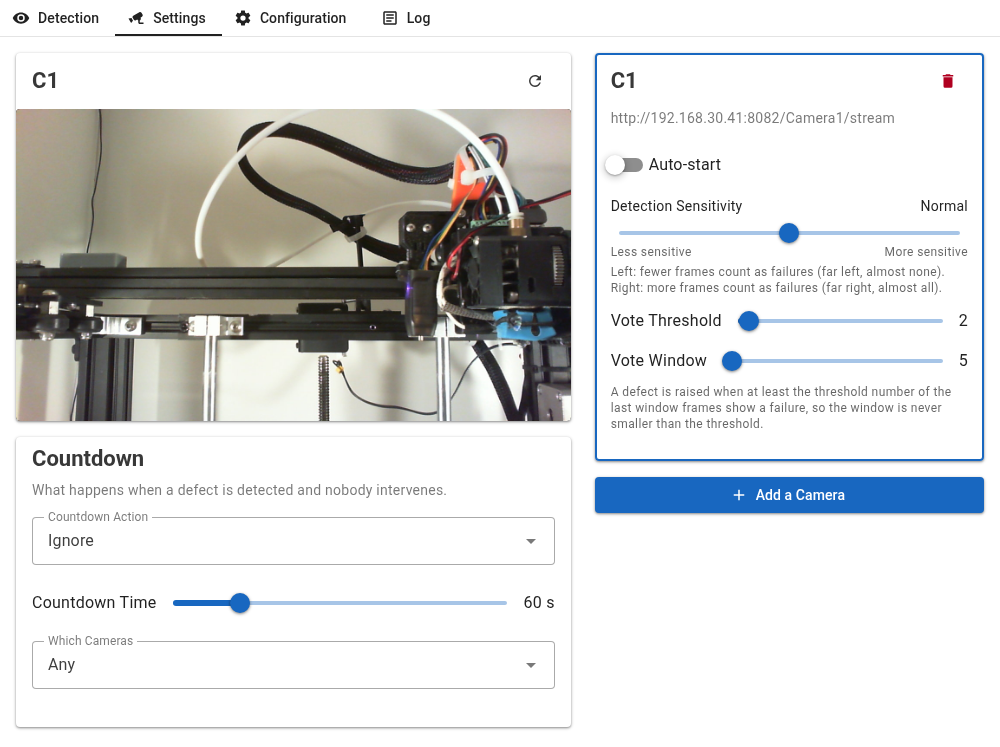 Detection
Settings
Configuration
Log
C1
Countdown
What happens when a defect is detected and nobody intervenes.
Countdown Action
Ignore
Countdown Time
60 s
Which Cameras
Any
C1
http://192.168.30.41:8082/Camera1/stream
Auto-start
Detection Sensitivity
Normal
Less sensitive
More sensitive
Left: fewer frames count as failures (far left, almost none).
Right: more frames count as failures (far right, almost all).
Vote Threshold
2
Vote Window
5
A defect is raised when at least the threshold number of the
last window frames show a failure, so the window is never
smaller than the threshold.
Add a Camera